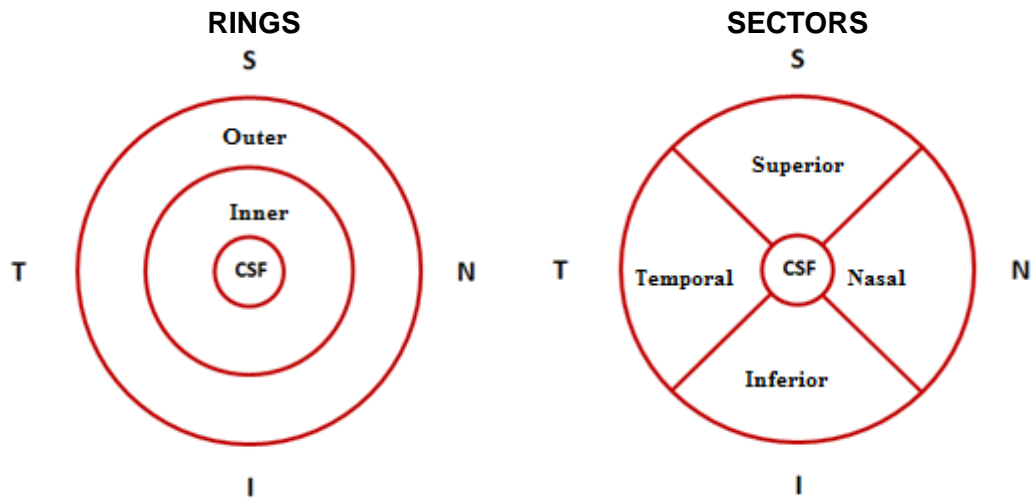 RINGS
S
Outer
Inner
T
CSF
N
I
SECTORS
S
Superior
T
Temporal
CSF
Nasal
N
Inferior
I